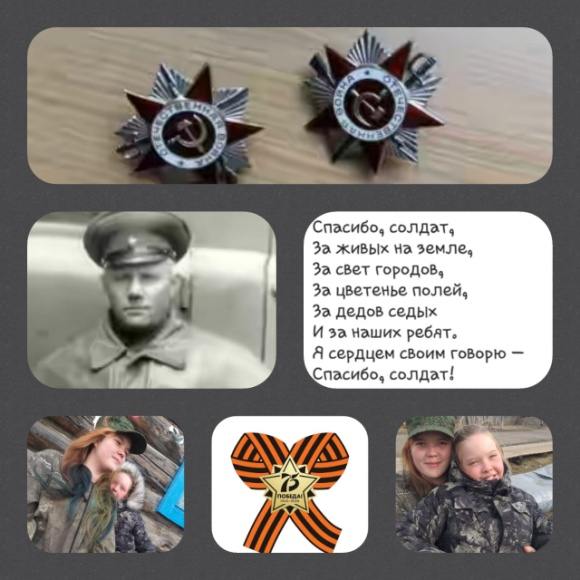 ОТЕЧЕСТВЕННАЯ ВОЙНА
ОТЕЧЕСТВЕННАЯ ВОЙНА
Спасибо, солдат,
За живых на земле,
За свет городов,
За цветенье полей,
За дедов седых
И за наших ребят.
Я сердцем своим говорю —
Спасибо, солдат!
75
ПОБЕДА!